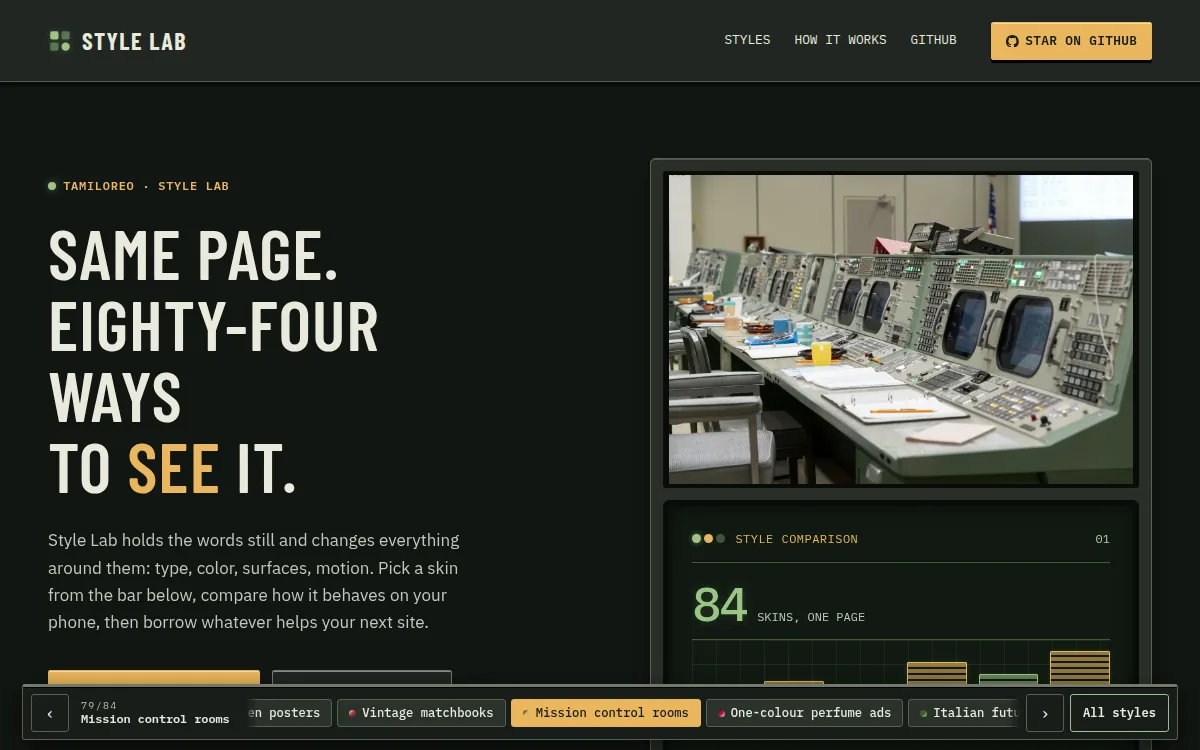 STYLE LAB
STYLES HOW IT WORKS GITHUB STAR ON GITHUB
TAMILOREO · STYLE LAB
SAME PAGE.
EIGHTY-FOUR
WAYS
TO SEE IT.
Style Lab holds the words still and changes everything
around them: type, color, surfaces, motion. Pick a skin
from the bar below, compare how it behaves on your
phone, then borrow whatever helps your next site.
STYLE COMPARISON 01
84 SKINS, ONE PAGE
‹
79/84
Mission control rooms
en posters
Vintage matchbooks
Mission control rooms
One-colour perfume ads
Italian futu
›
All styles